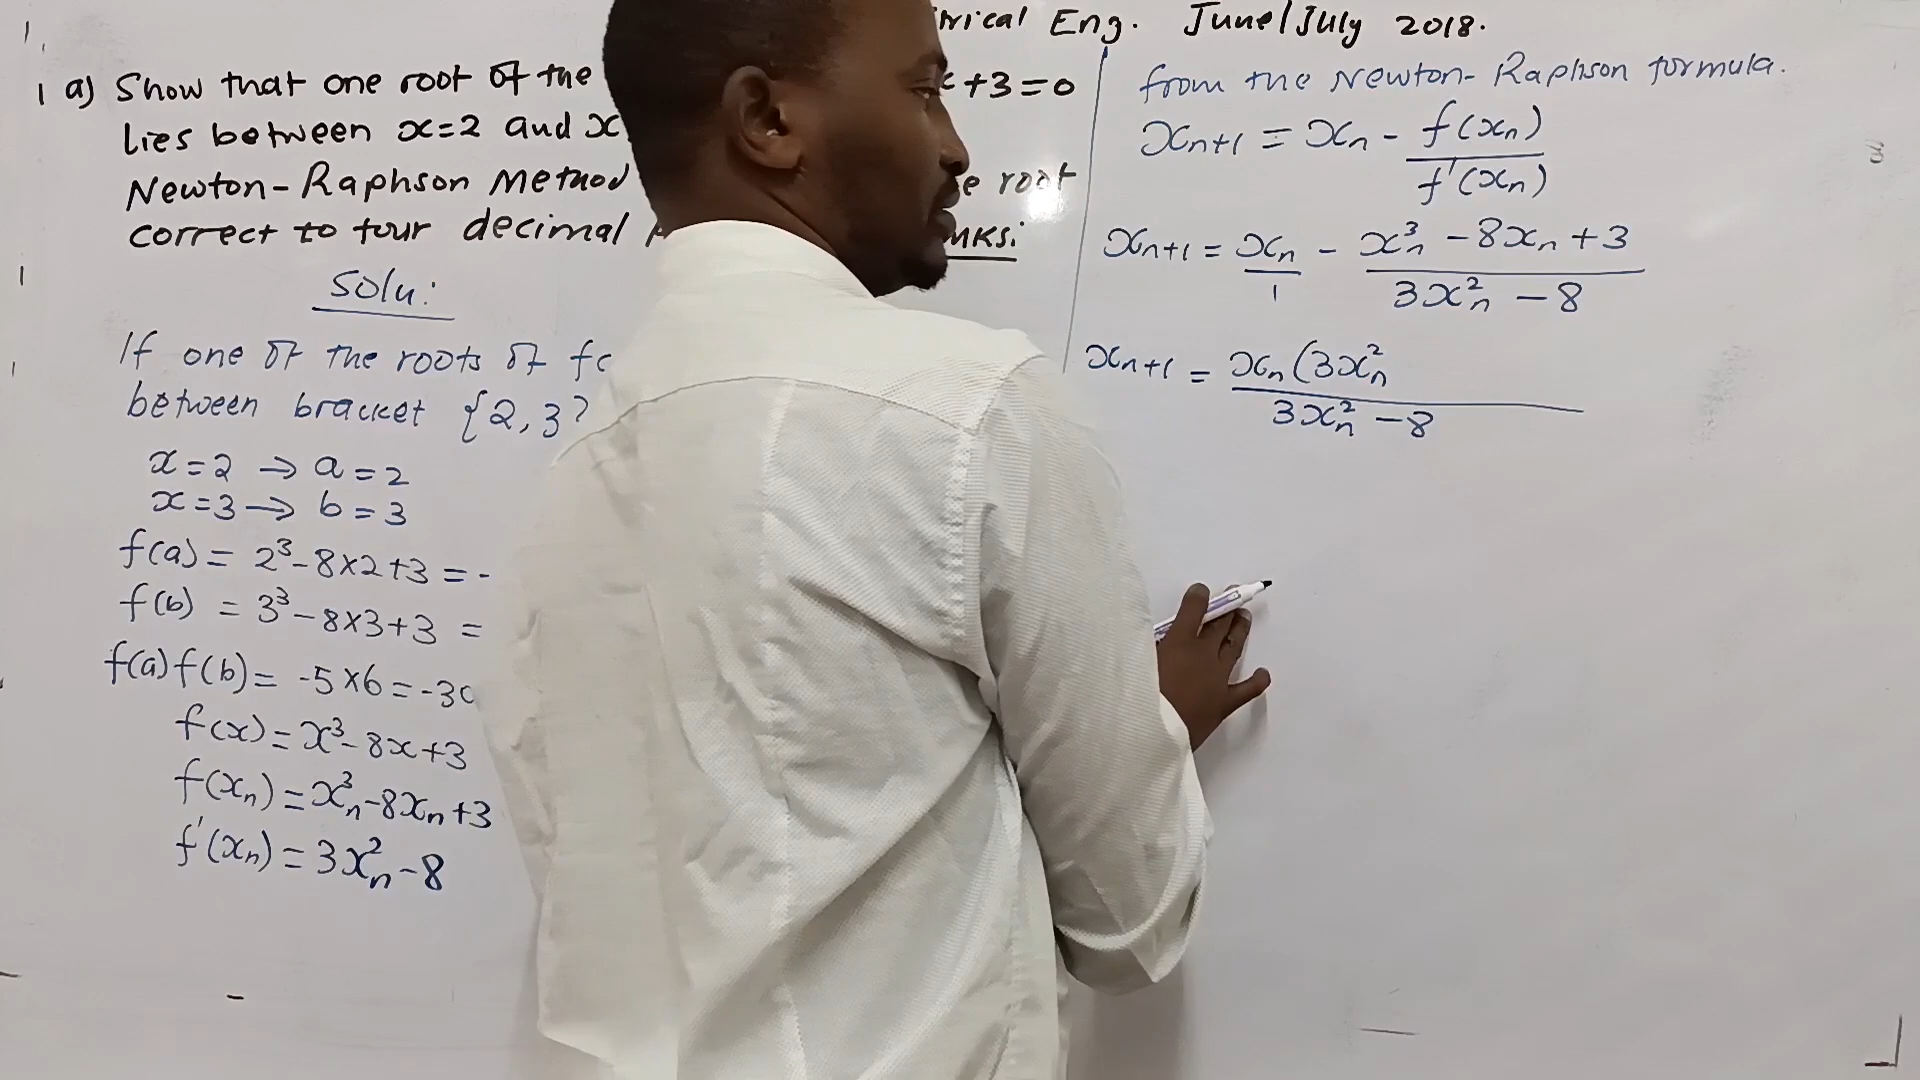 Eng. June/July 2018.
1 a) Show that one root of the +3=0
lies between x=2 and x
Newton-Raphson Method root
correct to four decimal MKS:
Soln:
If one of the roots of
between bracket {2,3}
x=2 → a=2
x=3 → b=3
f(a) = 2³-8×2+3 = -
f(b) = 3³-8×3+3 =
f(a)f(b) = -5×6=-30
f(x) = x³-8x+3
f(xₙ) = xₙ³-8xₙ+3
f'(xₙ) = 3xₙ²-8
from the Newton-Raphson formula.
xₙ₊₁ = xₙ - f(xₙ)
f'(xₙ)
xₙ₊₁ = xₙ - xₙ³ -8xₙ +3
1 3xₙ² -8
xₙ₊₁ = xₙ(3xₙ²
3xₙ² -8